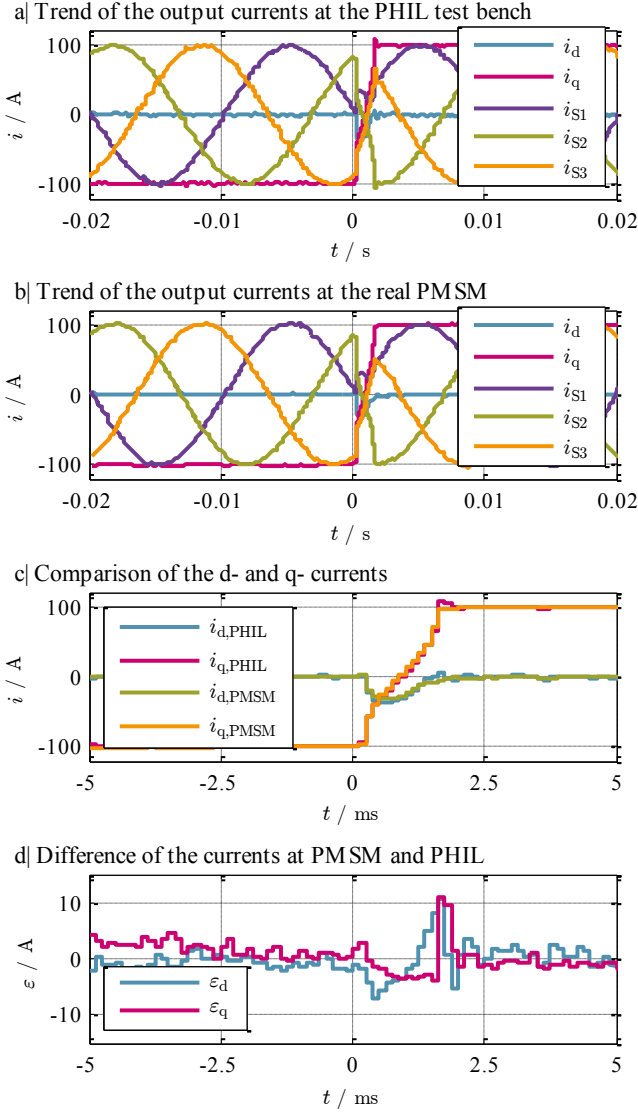 a| Trend of the output currents at the PHIL test bench
100
0
-100
i / A
-0.02
-0.01
0
0.01
0.02
t / s
i_d
i_q
i_S1
i_S2
i_S3
b| Trend of the output currents at the real PMSM
100
0
-100
i / A
-0.02
-0.01
0
0.01
0.02
t / s
i_d
i_q
i_S1
i_S2
i_S3
c| Comparison of the d- and q- currents
100
0
-100
i / A
i_d,PHIL
i_q,PHIL
i_d,PMSM
i_q,PMSM
-5
-2.5
0
2.5
5
t / ms
d| Difference of the currents at PMSM and PHIL
10
0
-10
ε / A
ε_d
ε_q
-5
-2.5
0
2.5
5
t / ms